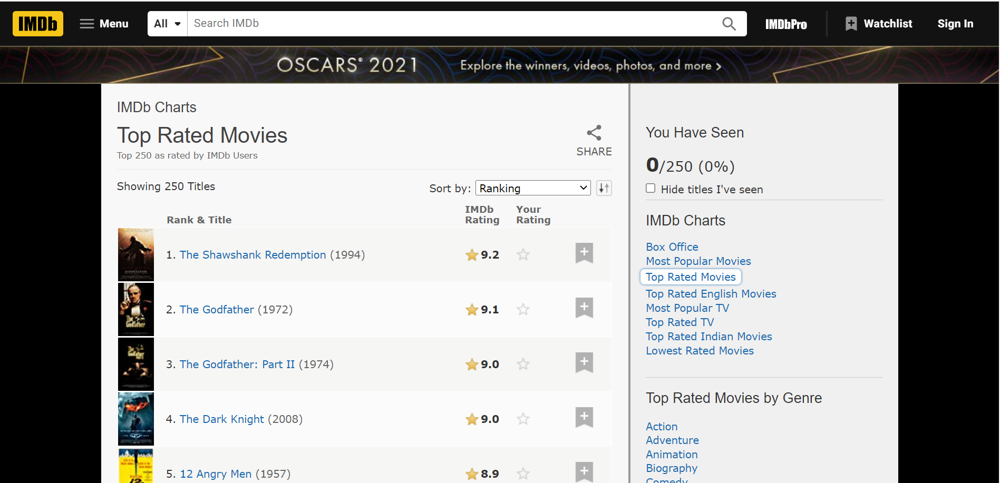 IMDb
Menu
All
Search IMDb
IMDbPro
Watchlist
Sign In
OSCARS® 2021
Explore the winners, videos, photos, and more
IMDb Charts
Top Rated Movies
Top 250 as rated by IMDb Users
SHARE
Showing 250 Titles
Sort by: Ranking
Rank & Title
IMDb Rating
Your Rating
1. The Shawshank Redemption (1994) 9.2
2. The Godfather (1972) 9.1
The Godfather
3. The Godfather: Part II (1974) 9.0
4. The Dark Knight (2008) 9.0
5. 12 Angry Men (1957) 8.9
12
You Have Seen
0/250 (0%)
Hide titles I've seen
IMDb Charts
Box Office
Most Popular Movies
Top Rated Movies
Top Rated English Movies
Most Popular TV
Top Rated TV
Top Rated Indian Movies
Lowest Rated Movies
Top Rated Movies by Genre
Action
Adventure
Animation
Biography
Comedy